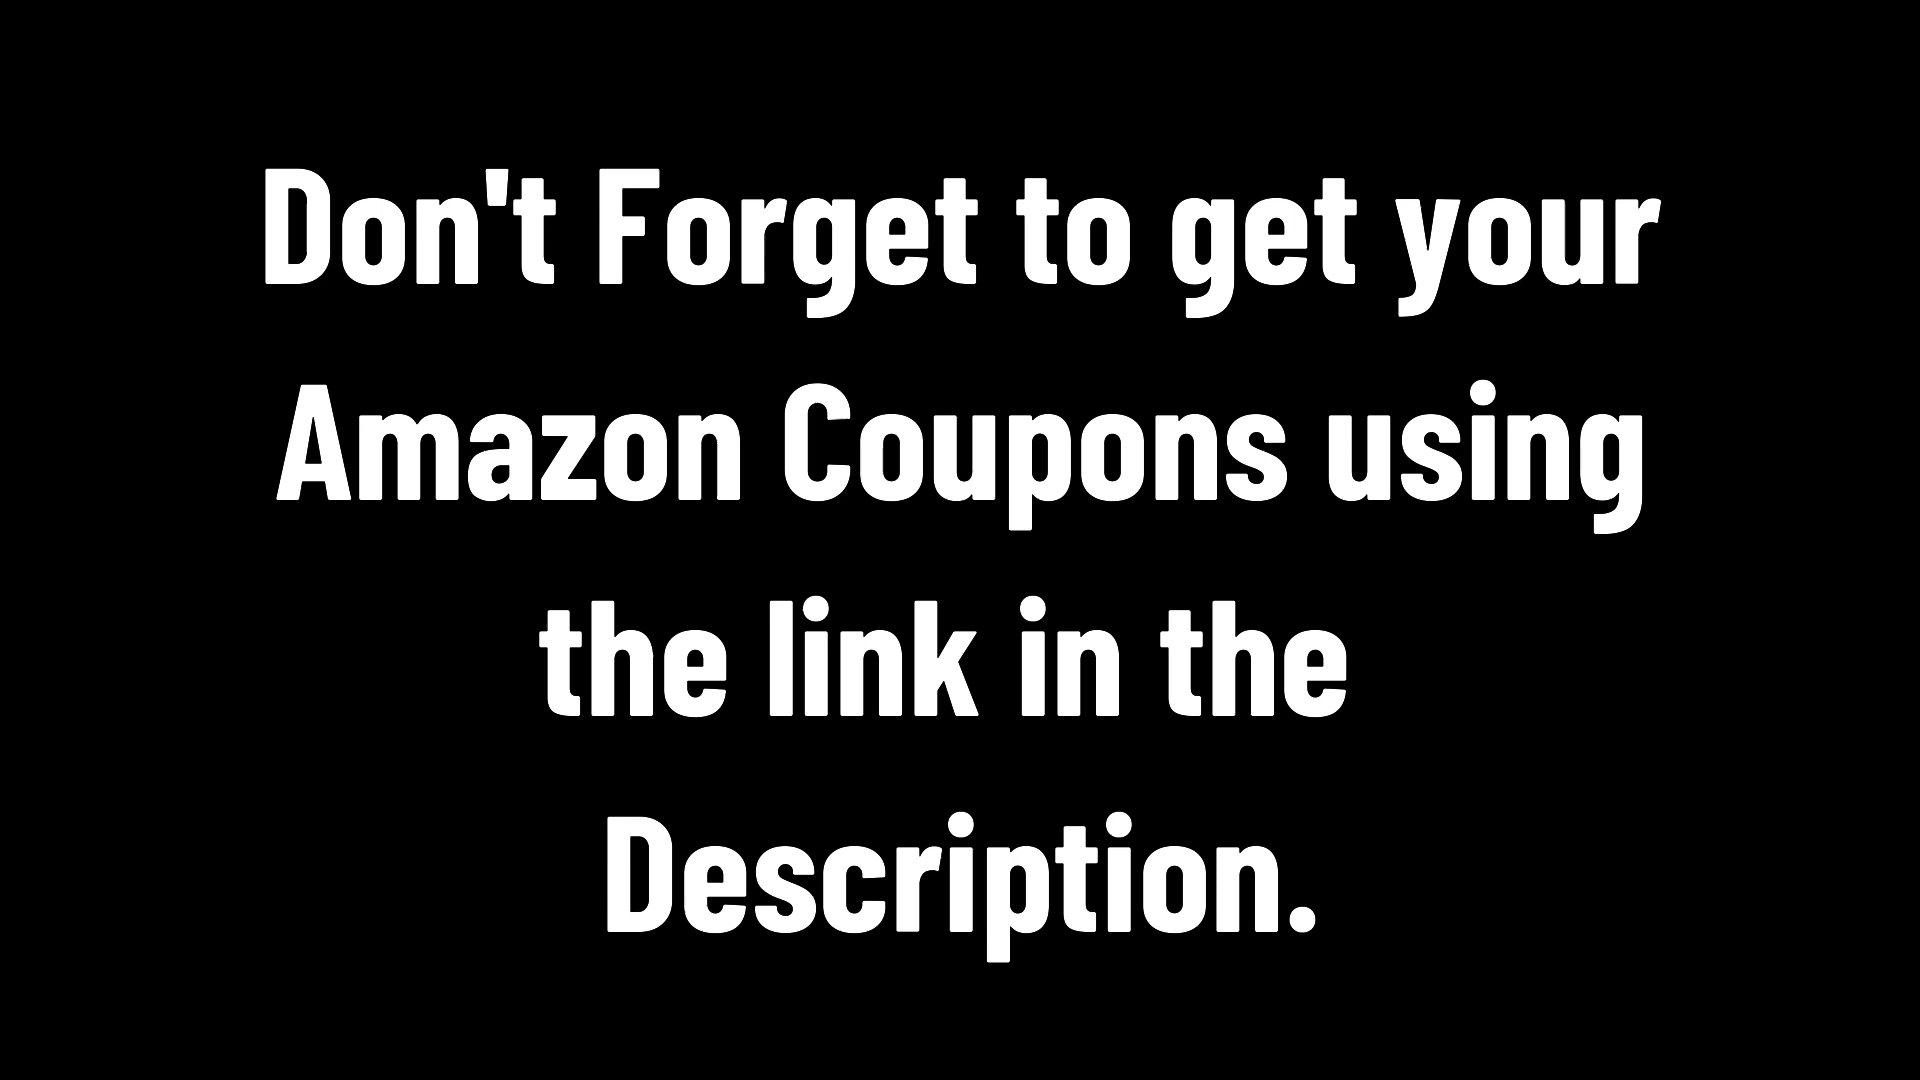 Don't Forget to get your
Amazon Coupons using
the link in the
Description.